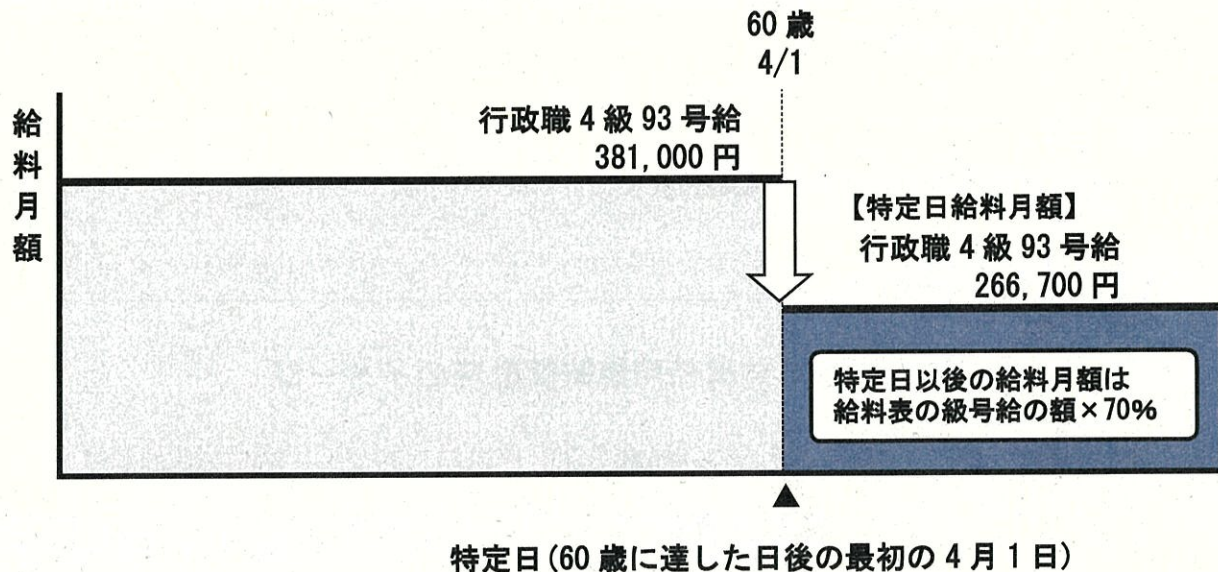 60 歳
4/1
給料月額
行政職 4 級 93 号給
381,000 円
【特定日給料月額】
行政職 4 級 93 号給
266,700 円
特定日以後の給料月額は
給料表の級号給の額×70%
▲
特定日(60 歳に達した日後の最初の 4 月 1 日)